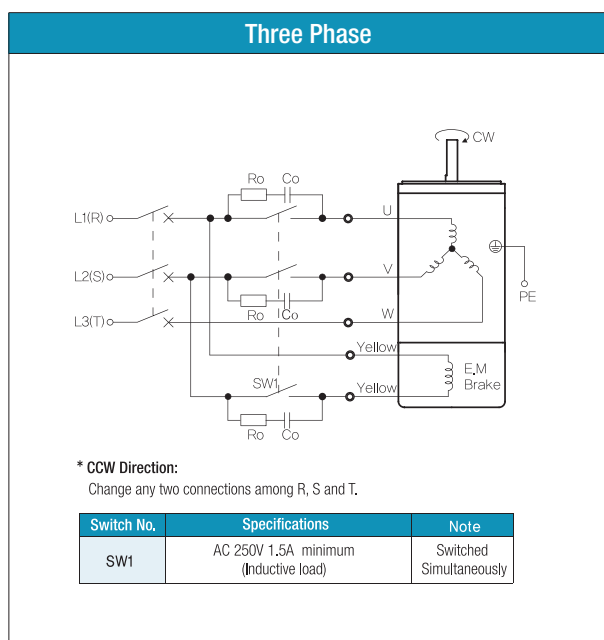 Three Phase
CW
Ro Co
L1(R) U
L2(S) V
Ro Co
PE
L3(T) W
Yellow
E.M
Brake
SW1 Yellow
Ro Co
* CCW Direction:
Change any two connections among R, S and T.
Switch No. Specifications Note
SW1 AC 250V 1.5A minimum Switched
(Inductive load) Simultaneously